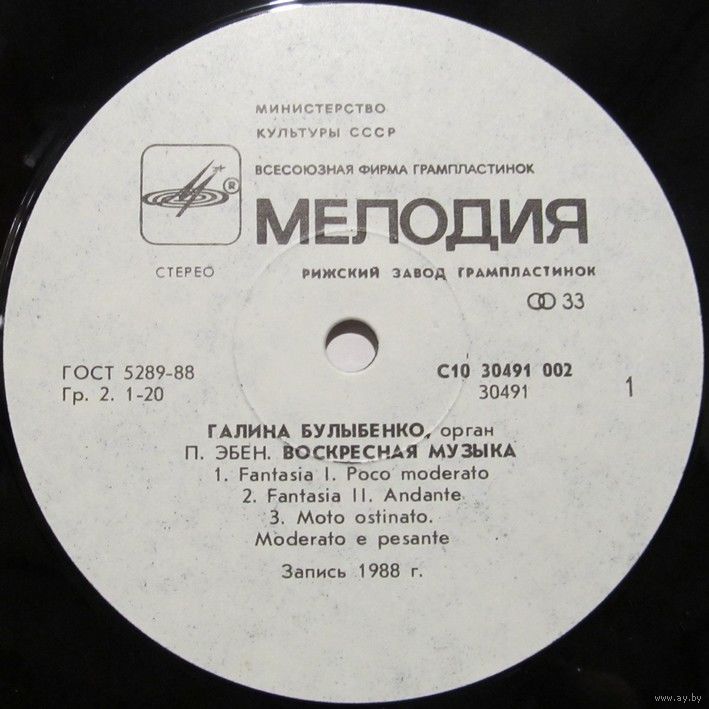 МИНИСТЕРСТВО
КУЛЬТУРЫ СССР
ВСЕСОЮЗНАЯ ФИРМА ГРАМПЛАСТИНОК
®
МЕЛОДИЯ
СТЕРЕО
РИЖСКИЙ ЗАВОД ГРАМПЛАСТИНОК
33
ГОСТ 5289-88
Гр. 2. 1-20
С10 30491 002
30491
1
ГАЛИНА БУЛЫБЕНКО, орган
П. ЭБЕН. ВОСКРЕСНАЯ МУЗЫКА
1. Fantasia I. Poco moderato
2. Fantasia II. Andante
3. Moto ostinato.
Moderato e pesante
Запись 1988 г.
www.ay.by